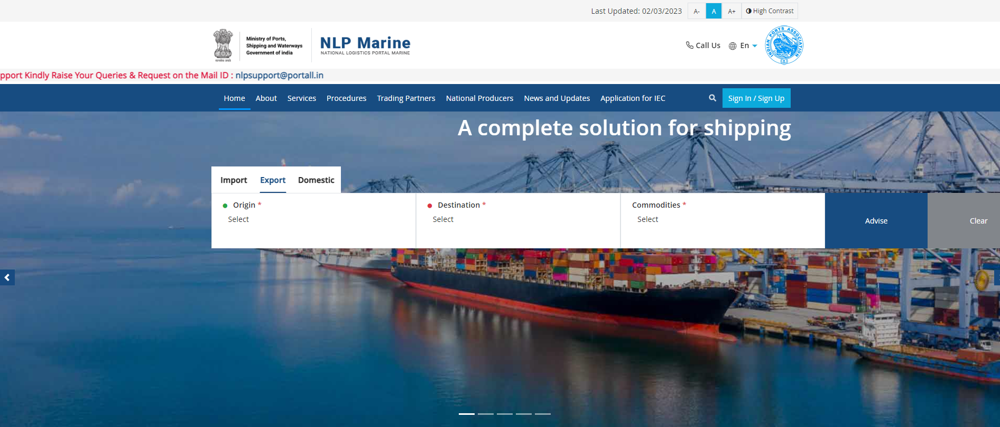 Last Updated: 02/03/2023 A- A A+ High Contrast
Ministry of Ports,
Shipping and Waterways
Government of india
सत्यमेव जयते
NLP Marine
NATIONAL LOGISTICS PORTAL MARINE
Call Us En
INDIAN PORTS ASSOCIATION
pport Kindly Raise Your Queries & Request on the Mail ID : nlpsupport@portall.in
Home About Services Procedures Trading Partners National Producers News and Updates Application for IEC Sign In / Sign Up
A complete solution for shipping
Import Export Domestic
Origin * Destination * Commodities *
Select Select Select
Advise Clear